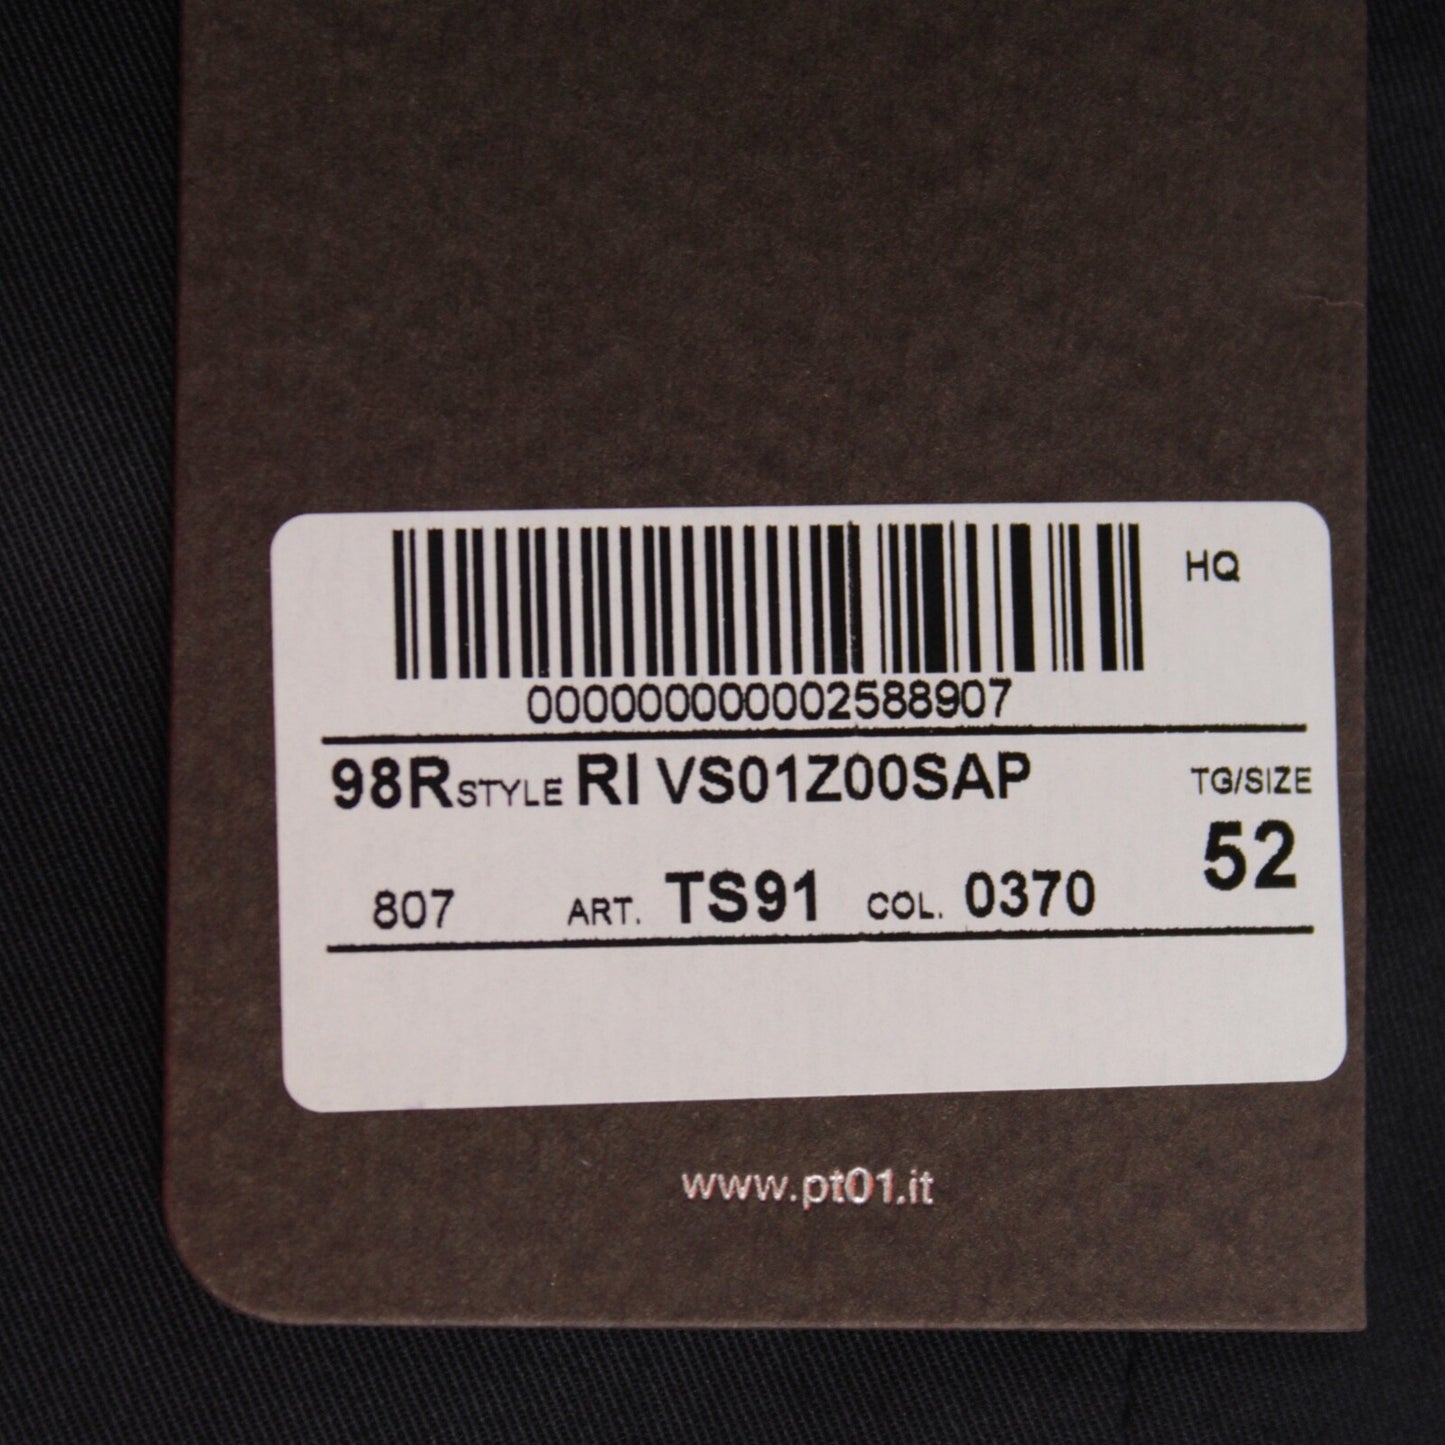 HQ
000000000002588907
98R STYLE RI VS01Z00SAP
TG/SIZE
52
807 ART. TS91 COL. 0370
www.pt01.it